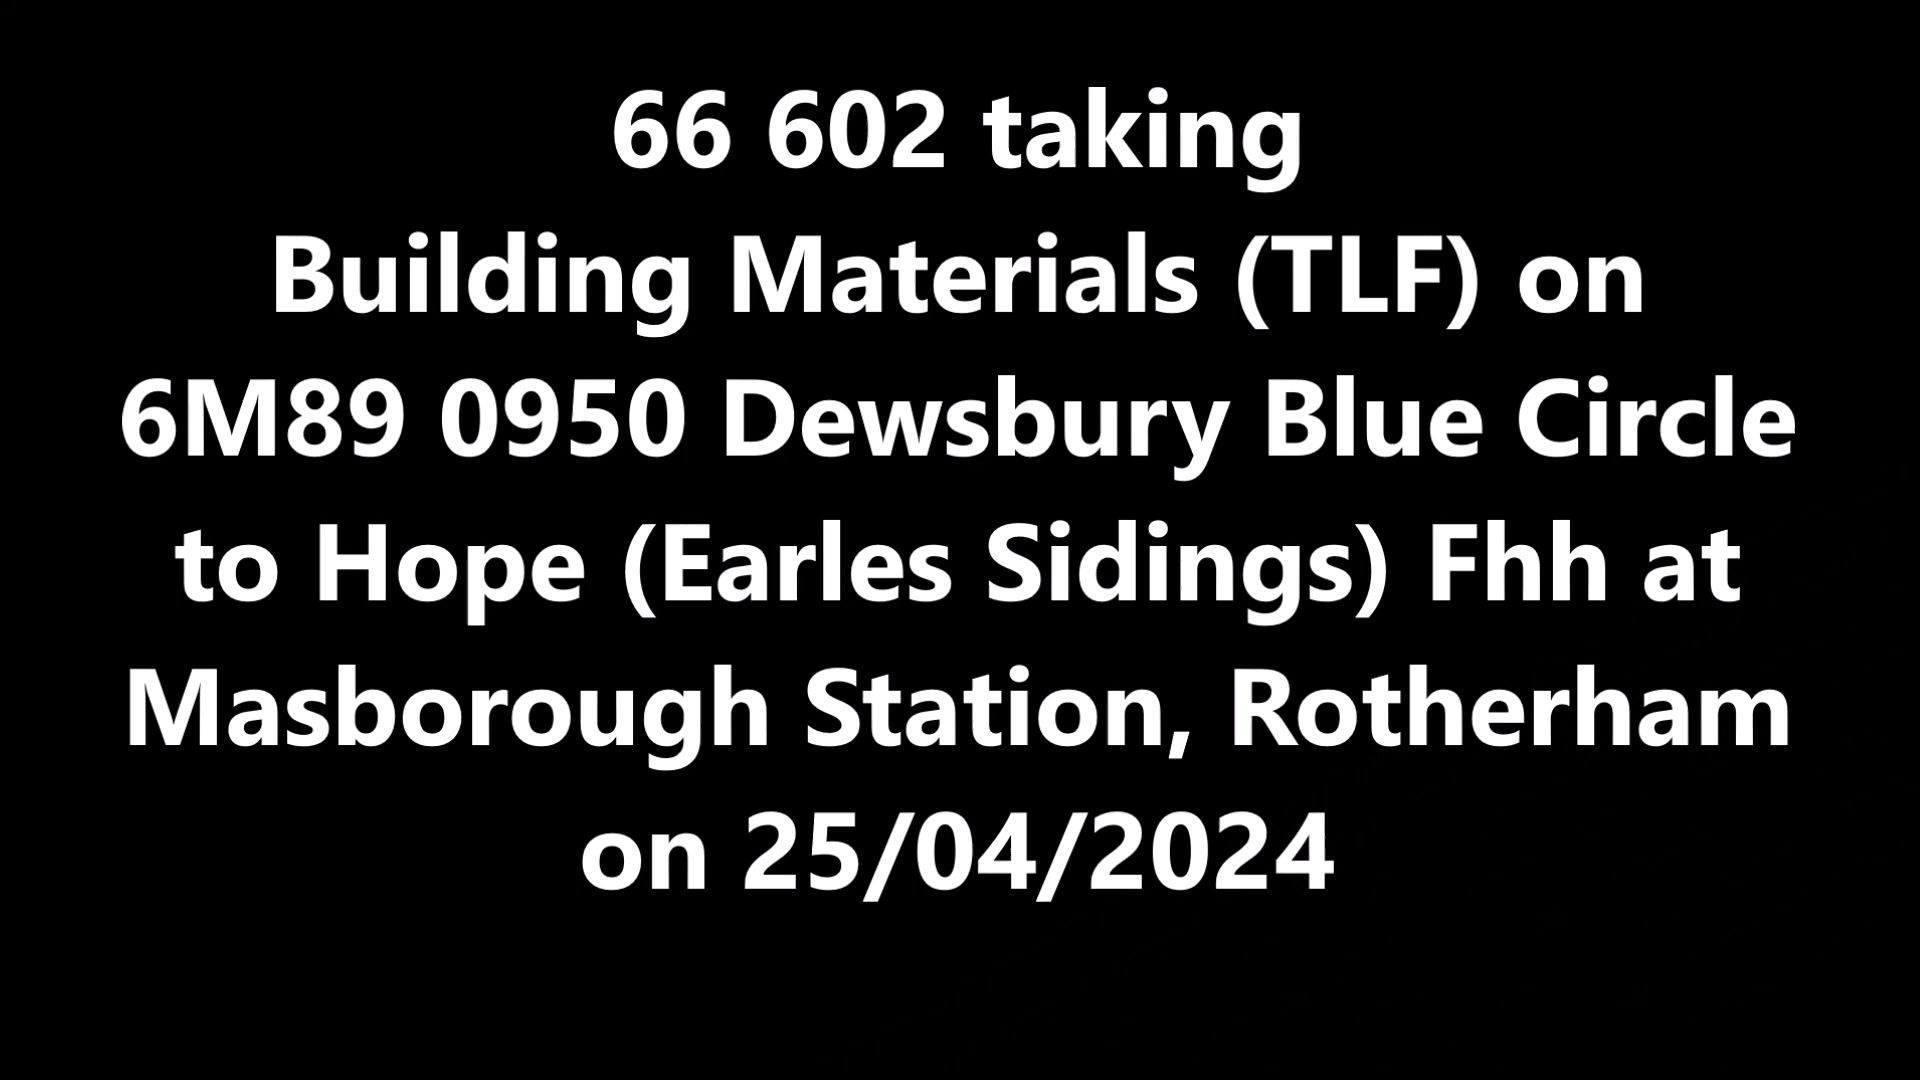 66 602 taking
Building Materials (TLF) on
6M89 0950 Dewsbury Blue Circle
to Hope (Earles Sidings) Fhh at
Masborough Station, Rotherham
on 25/04/2024